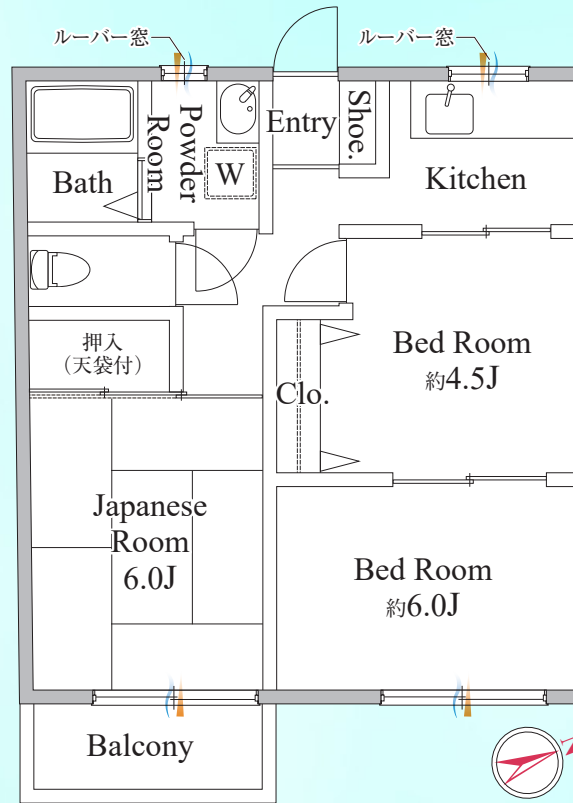 ルーバー窓
ルーバー窓
Bath
Powder
Room
W
Entry
Shoe.
Kitchen
押入
(天袋付)
Clo.
Bed Room
約4.5J
Japanese
Room
6.0J
Bed Room
約6.0J
Balcony